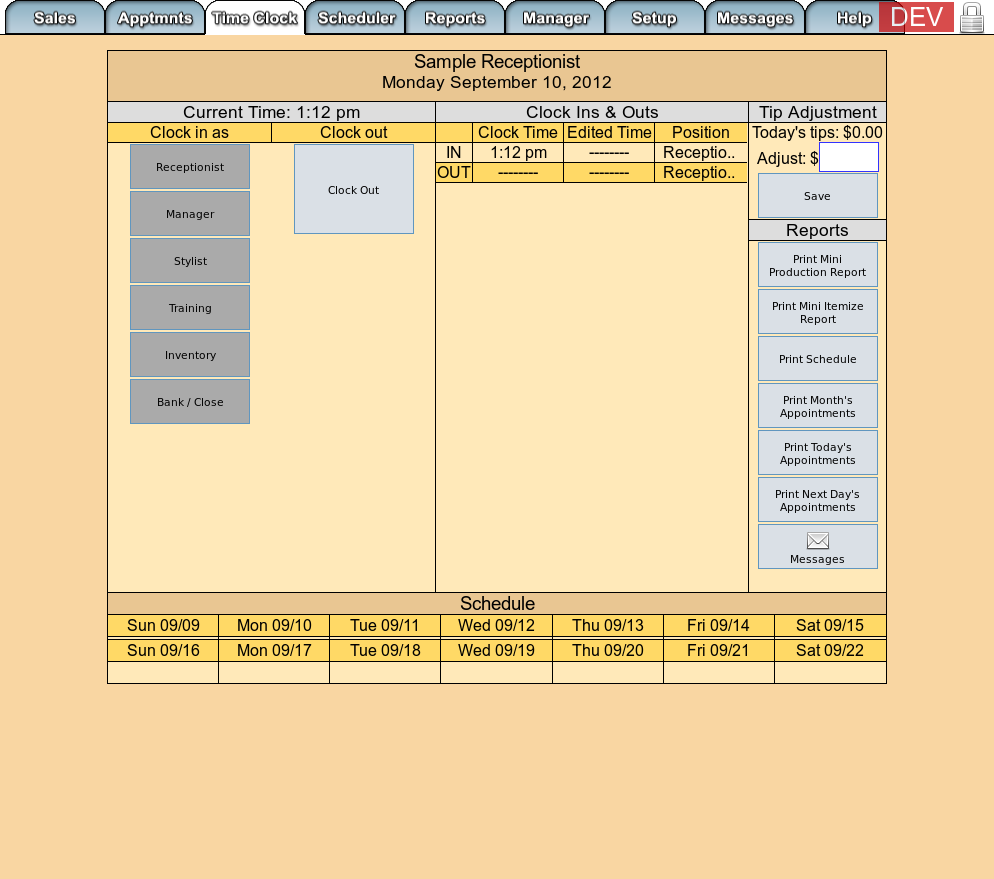 Sales Apptmnts Time Clock Scheduler Reports Manager Setup Messages Help DEV
Sample Receptionist
Monday September 10, 2012
Current Time: 1:12 pm
Clock in as Clock out
Receptionist
Manager
Stylist
Training
Inventory
Bank / Close
Clock Out
Clock Ins & Outs
Clock Time Edited Time Position
IN 1:12 pm -------- Receptio..
OUT -------- -------- Receptio..
Tip Adjustment
Today's tips: $0.00
Adjust: $
Save
Reports
Print Mini
Production Report
Print Mini Itemize
Report
Print Schedule
Print Month's
Appointments
Print Today's
Appointments
Print Next Day's
Appointments
Messages
Schedule
Sun 09/09 Mon 09/10 Tue 09/11 Wed 09/12 Thu 09/13 Fri 09/14 Sat 09/15
Sun 09/16 Mon 09/17 Tue 09/18 Wed 09/19 Thu 09/20 Fri 09/21 Sat 09/22